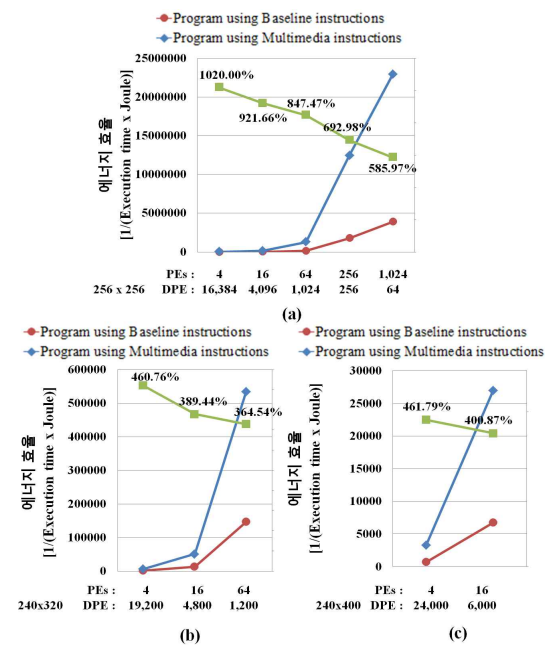 Program using Baseline instructions
Program using Multimedia instructions
25000000
20000000
15000000
10000000
5000000
0
에너지 효율
[1/(Execution time x Joule)]
1020.00%
921.66%
847.47%
692.98%
585.97%
PEs : 4 16 64 256 1,024
256 x 256 DPE : 16,384 4,096 1,024 256 64
(a)
Program using Baseline instructions
Program using Multimedia instructions
600000
500000
400000
300000
200000
100000
0
에너지 효율
[1/(Execution time x Joule)]
460.76%
389.44%
364.54%
PEs : 4 16 64
240x320 DPE : 19,200 4,800 1,200
(b)
Program using Baseline instructions
Program using Multimedia instructions
30000
25000
20000
15000
10000
5000
0
에너지 효율
[1/(Execution time x Joule)]
461.79%
400.87%
PEs : 4 16
240x400 DPE : 24,000 6,000
(c)